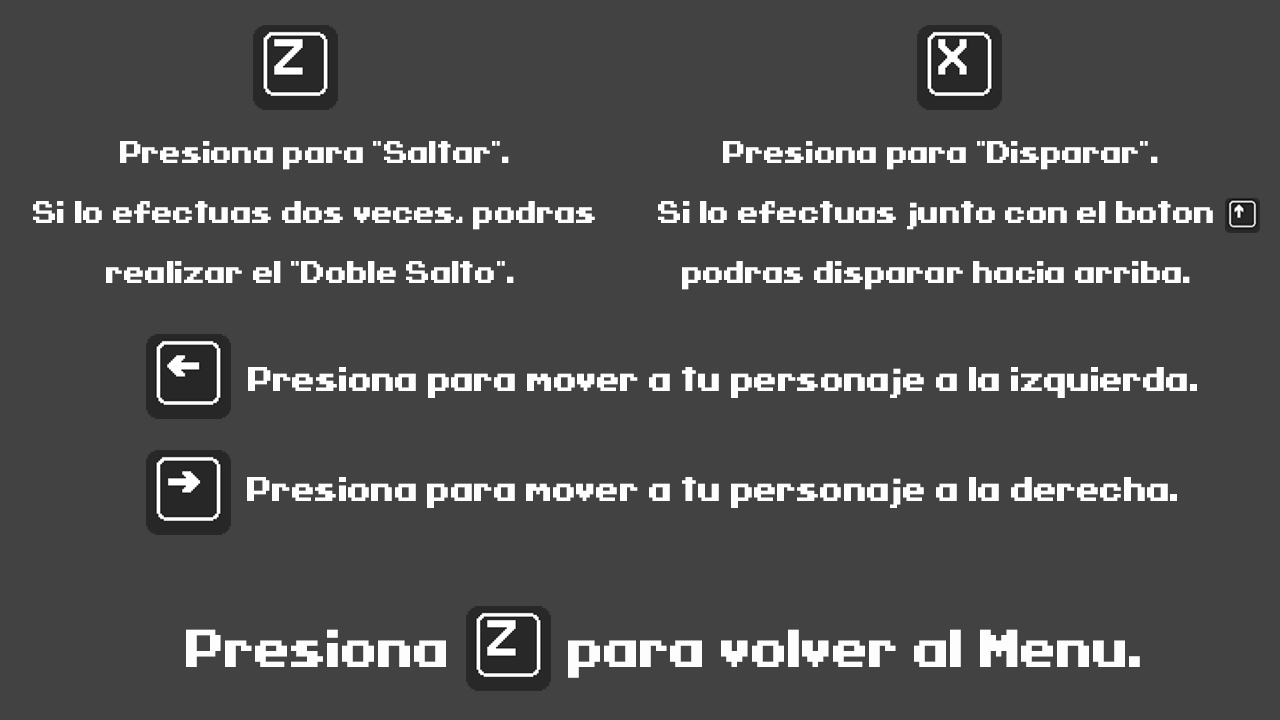 Z
Presiona para "Saltar".
Si lo efectuas dos veces, podras
realizar el "Doble Salto".
X
Presiona para "Disparar".
Si lo efectuas junto con el boton ↑
podras disparar hacia arriba.
← Presiona para mover a tu personaje a la izquierda.
→ Presiona para mover a tu personaje a la derecha.
Presiona Z para volver al Menu.